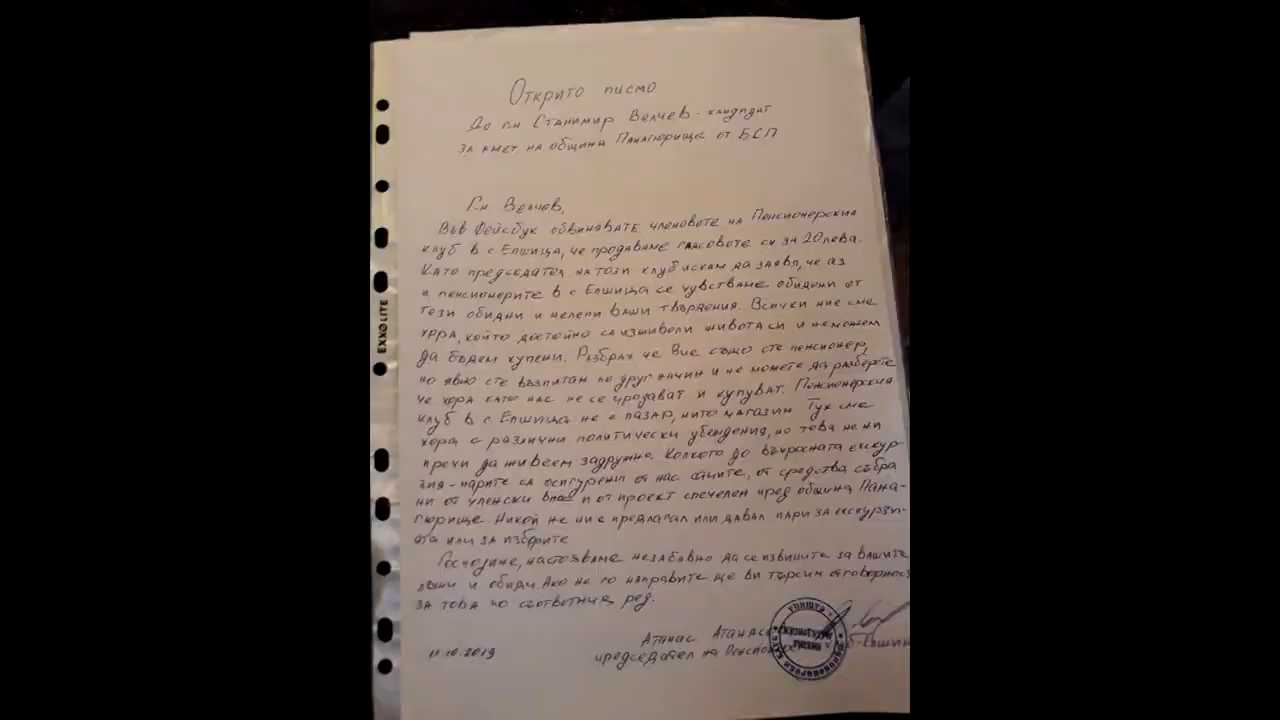 Открито писмо
До г-н Станимир Велчев - кандидат
за кмет на община Панагюрище от БСП
Г-н Велчев,
Във Фейсбук обвинавате членовете на Пенсионерския
клуб в с Елшица, че продаваме гласовете си за 20 лева.
Като председател на този клуб искам да заявя, че аз
и пенсионерите в с Елшица се чувстваме обидени от
тези обидни и нелепи ваши твърдения. Всички ние сме
хора, който достойно са изживели живота си и не можем
да бъдем купени. Разбрах че Вие също сте пенсионер,
но явно сте възпитан по друг начин и не можете да разберете
че хора като нас не се продават и купуват. Пенсионерския
клуб в с. Елшица не е пазар, нито магазин Тук сме
хора с различни политически убеждения, но това не ни
пречи да живеем задружно. Колкото до въпросната екскур-
зия - парите са осигурени от нас самите, от средства събра
ни от членски внос и от проект спечелен пред община Пана-
гюрище. Никой не ни е предлагал или давал пари за екскурзи-
ята или за изборите
Господине, настояваме незабавно да се извините за вашите
лъжи и обиди. Ако не го направите ще ви търсим отговорност
за това по съответния ред.
Атанас Атанасов
11.10.2019 председател на Пенсионерски
EXXO LITE